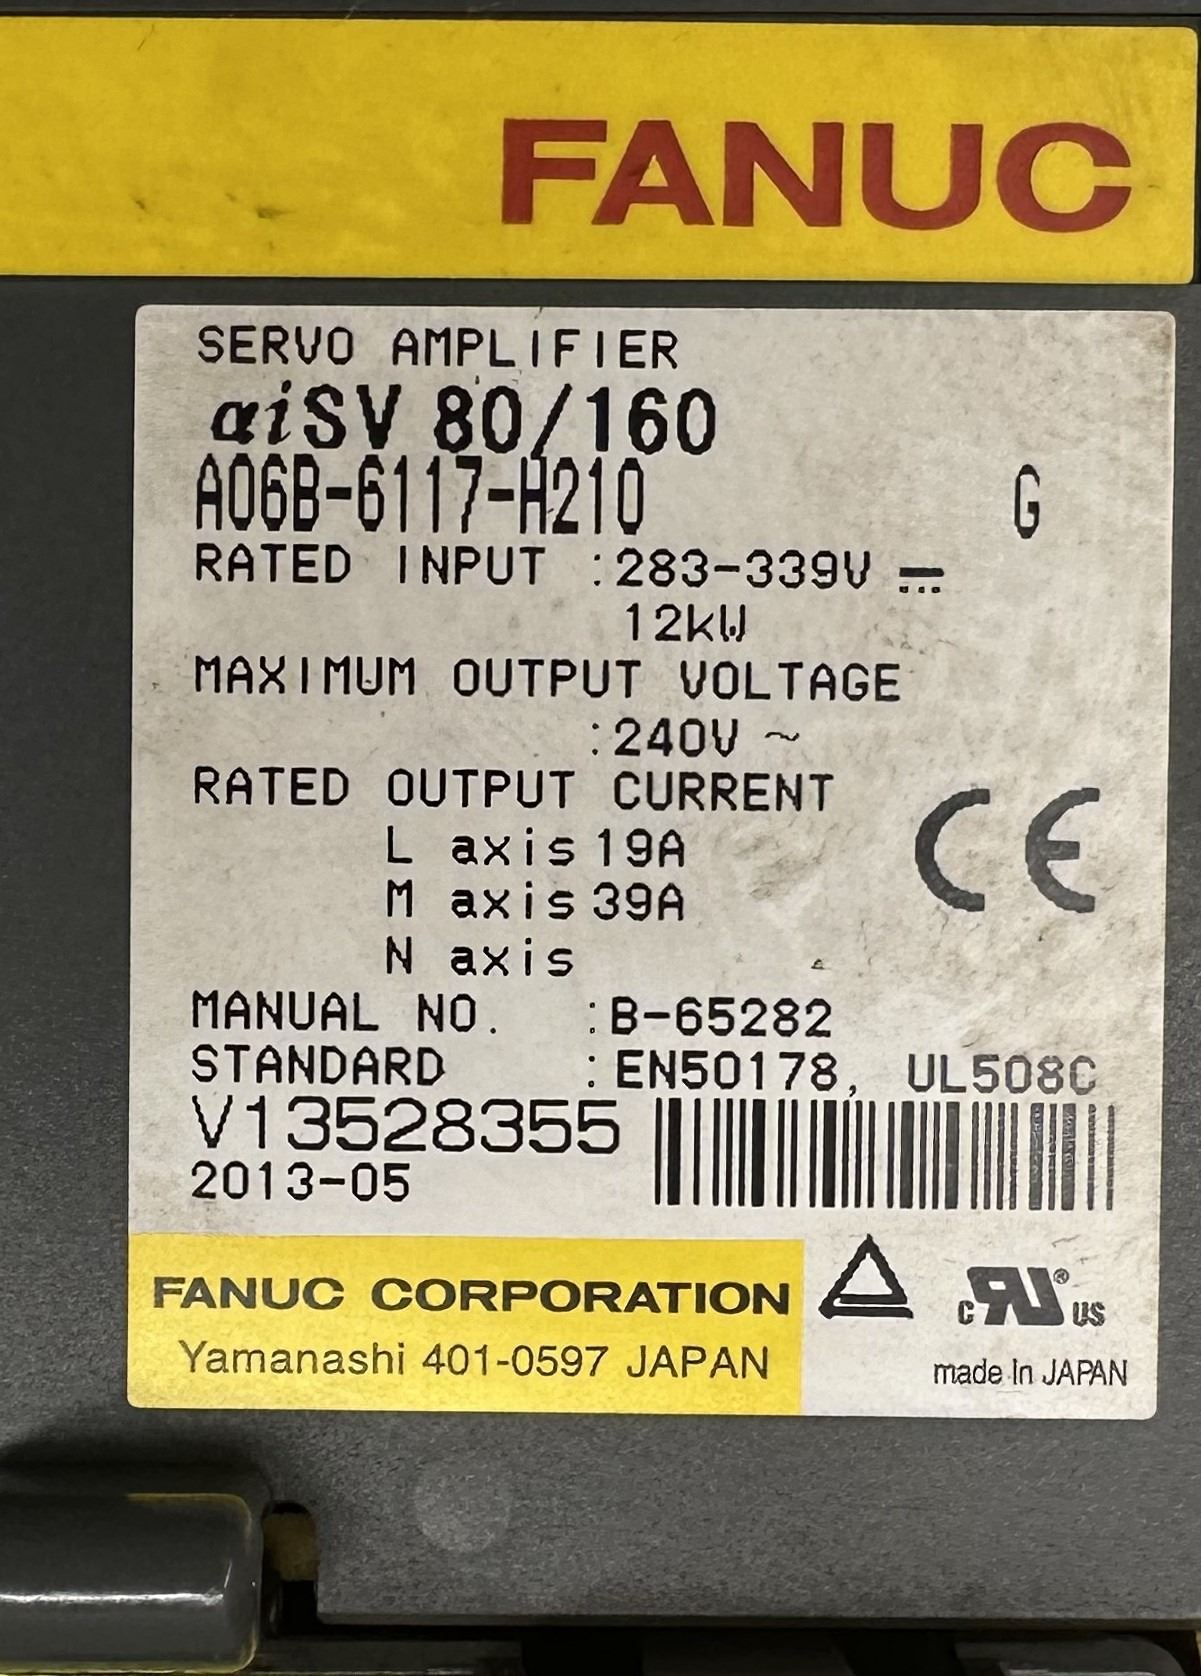 FANUC
SERVO AMPLIFIER
αiSV 80/160
A06B-6117-H210 G
RATED INPUT :283-339V ⎓
12kW
MAXIMUM OUTPUT VOLTAGE
:240V ~
RATED OUTPUT CURRENT
L axis 19A
M axis 39A
N axis
CE
MANUAL NO. :B-65282
STANDARD :EN50178, UL508C
V13528355
2013-05
FANUC CORPORATION
Yamanashi 401-0597 JAPAN
c RU ® US
made In JAPAN